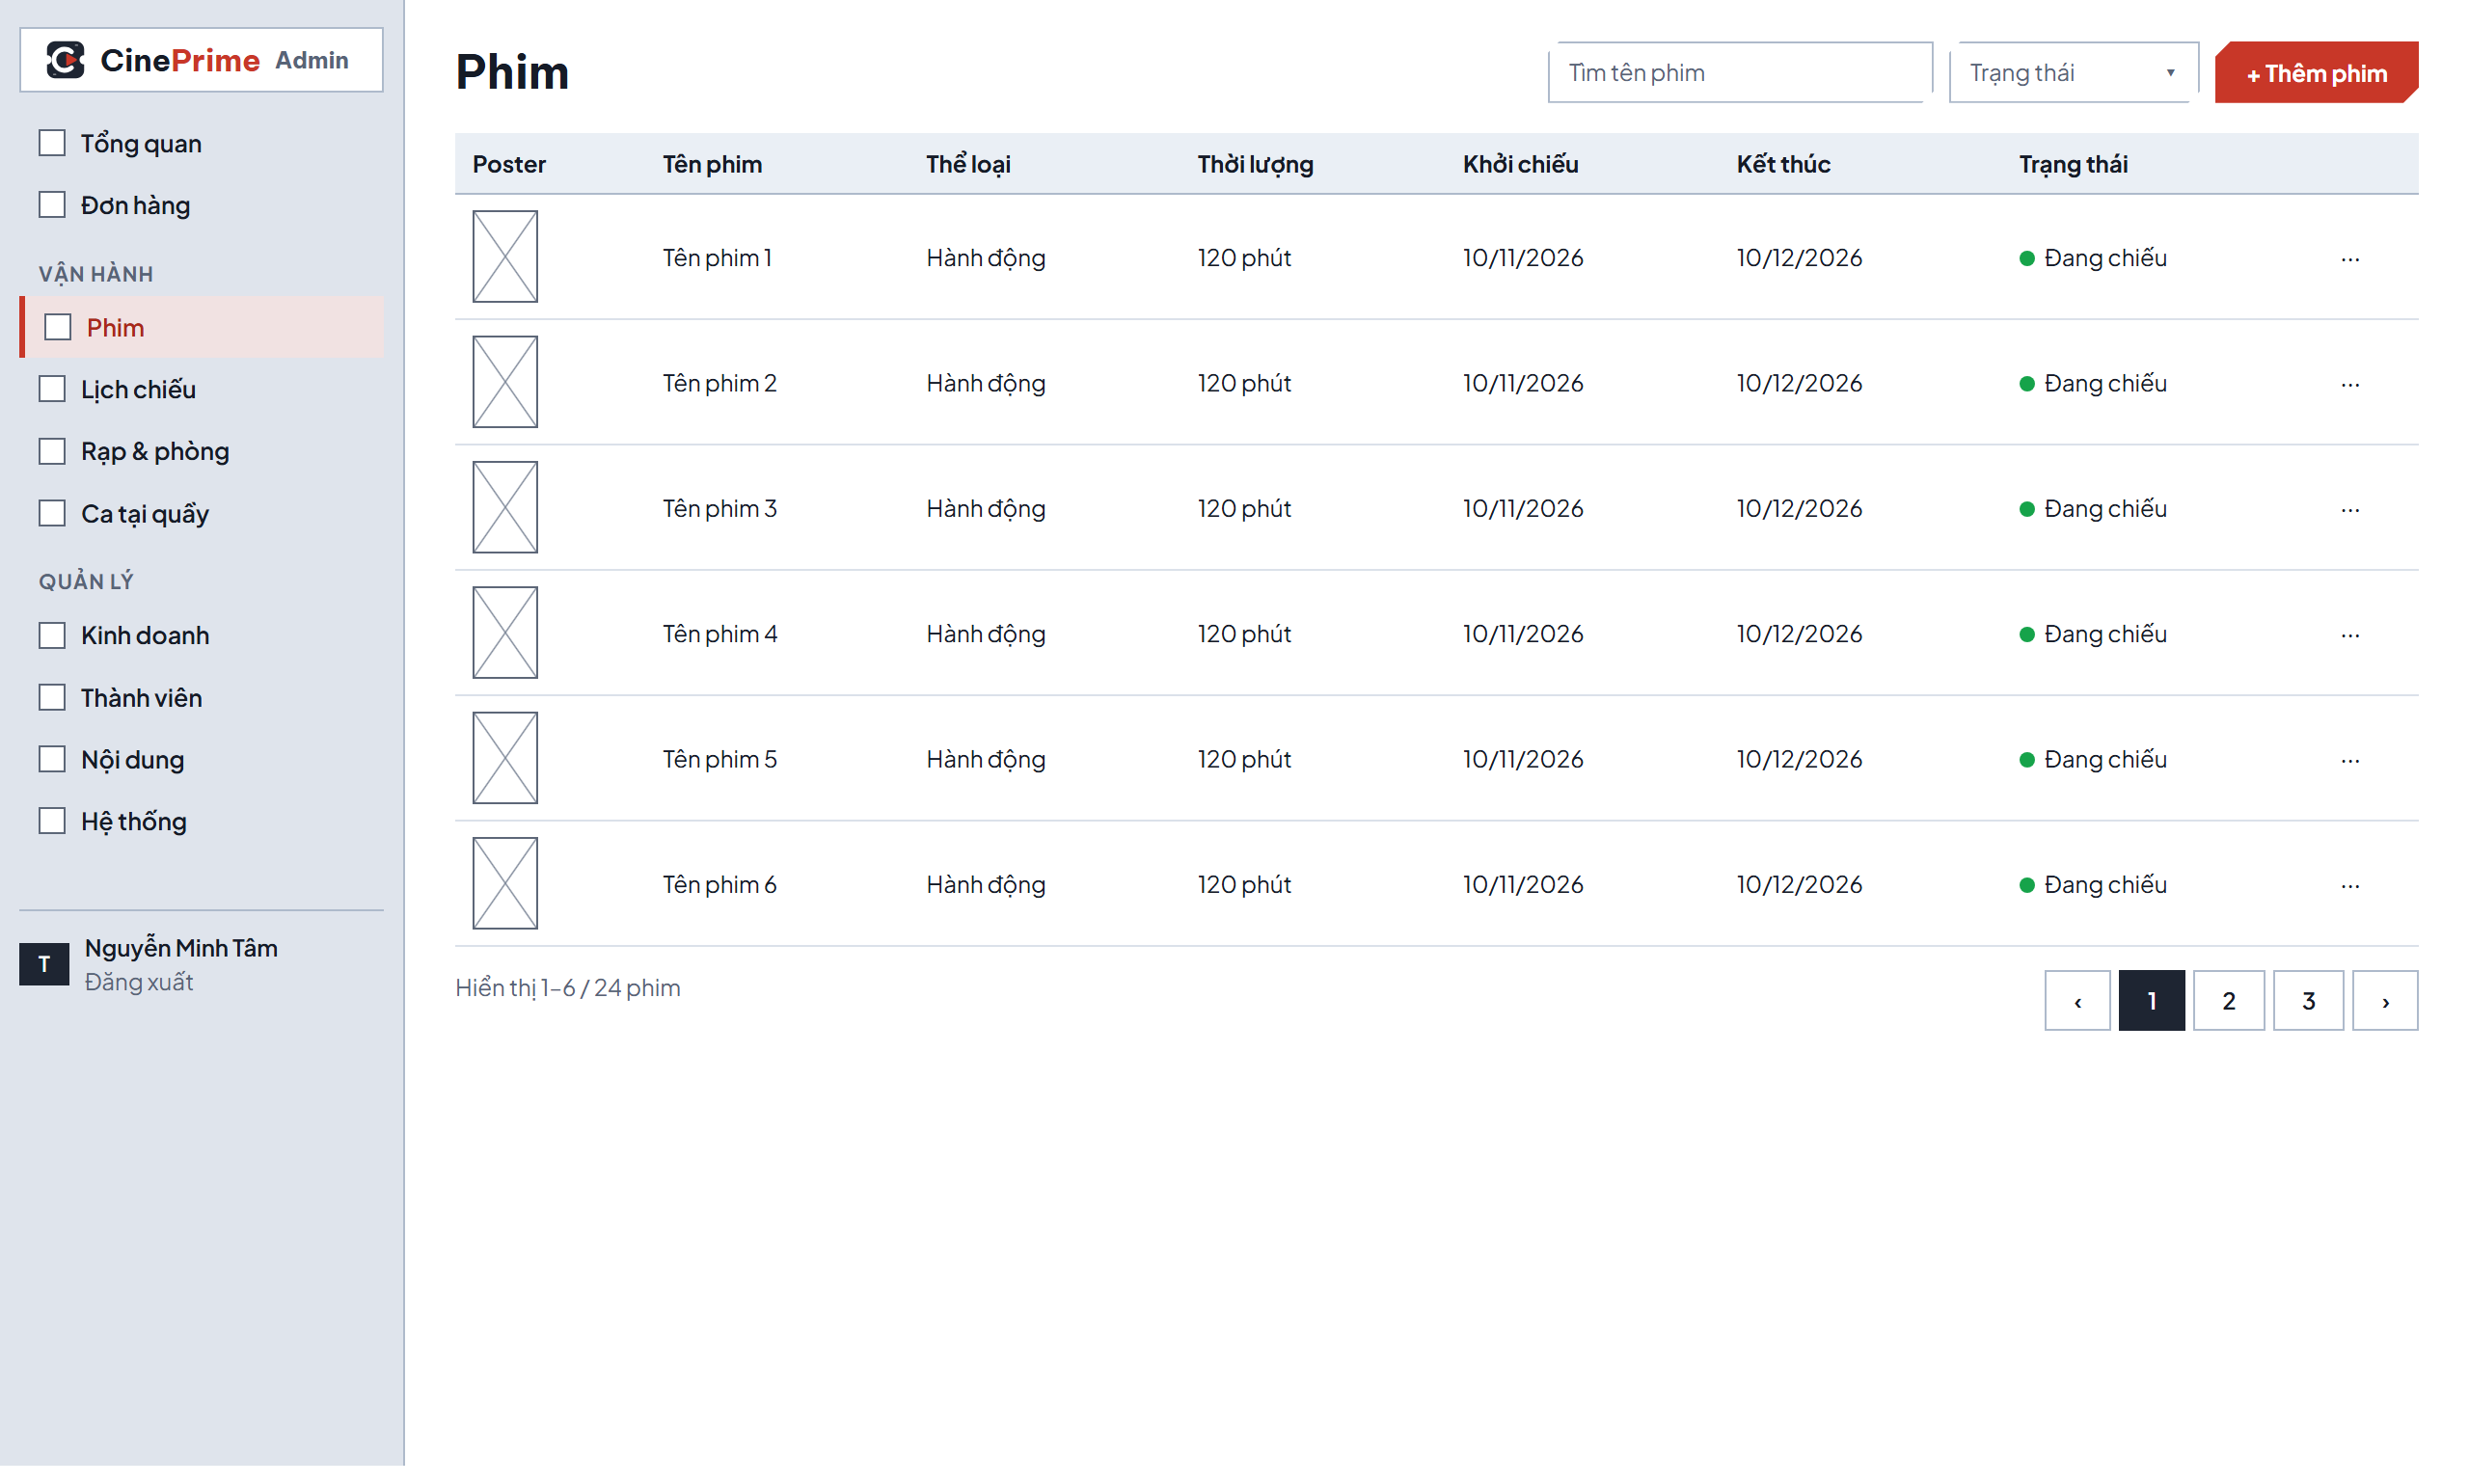 CinePrime Admin
Tổng quan
Đơn hàng
VẬN HÀNH
Phim
Lịch chiếu
Rạp & phòng
Ca tại quầy
QUẢN LÝ
Kinh doanh
Thành viên
Nội dung
Hệ thống
T
Nguyễn Minh Tâm
Đăng xuất
Phim
Tìm tên phim
Trạng thái ▾
+ Thêm phim
Poster Tên phim Thể loại Thời lượng Khởi chiếu Kết thúc Trạng thái
Tên phim 1 Hành động 120 phút 10/11/2026 10/12/2026 Đang chiếu ...
Tên phim 2 Hành động 120 phút 10/11/2026 10/12/2026 Đang chiếu ...
Tên phim 3 Hành động 120 phút 10/11/2026 10/12/2026 Đang chiếu ...
Tên phim 4 Hành động 120 phút 10/11/2026 10/12/2026 Đang chiếu ...
Tên phim 5 Hành động 120 phút 10/11/2026 10/12/2026 Đang chiếu ...
Tên phim 6 Hành động 120 phút 10/11/2026 10/12/2026 Đang chiếu ...
Hiển thị 1–6 / 24 phim
‹ 1 2 3 ›